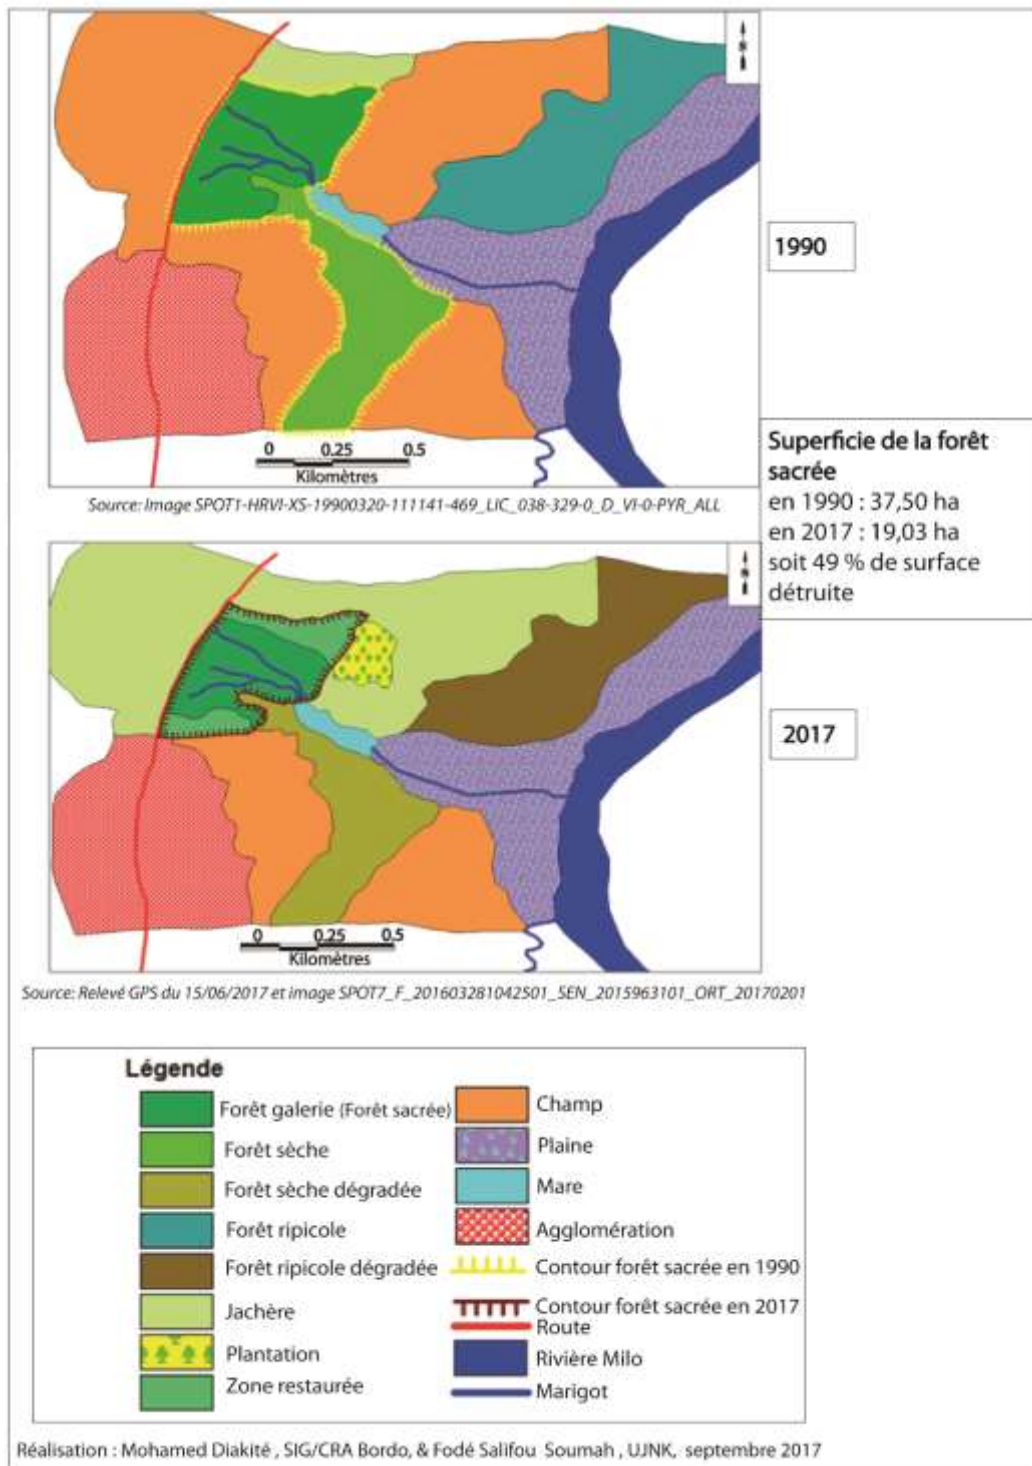 N
1990
0 0.25 0.5
Kilomètres
Source: Image SPOT1-HRVI-XS-19900320-111141-469_LIC_038-329-0_D_VI-0-PYR_ALL
Superficie de la forêt
sacrée
en 1990 : 37,50 ha
en 2017 : 19,03 ha
soit 49 % de surface
détruite
N
2017
0 0.25 0.5
Kilomètres
Source: Relevé GPS du 15/06/2017 et image SPOT7_F_201603281042501_SEN_2015963101_ORT_20170201
Légende
Forêt galerie (Forêt sacrée)
Forêt sèche
Forêt sèche dégradée
Forêt ripicole
Forêt ripicole dégradée
Jachère
Plantation
Zone restaurée
Champ
Plaine
Mare
Agglomération
Contour forêt sacrée en 1990
Contour forêt sacrée en 2017
Route
Rivière Milo
Marigot
Réalisation : Mohamed Diakité , SIG/CRA Bordo, & Fodé Salifou Soumah , UJNK, septembre 2017